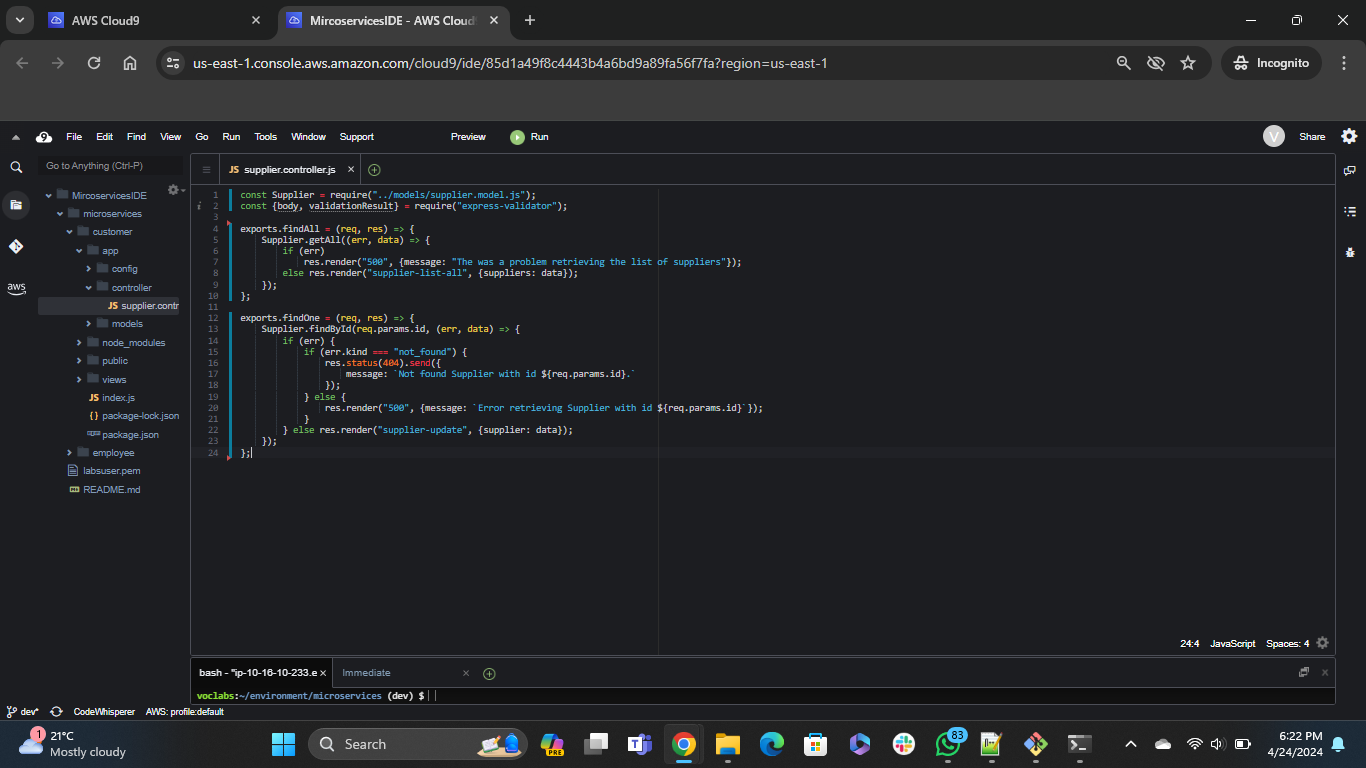 AWS Cloud9
MircoservicesIDE - AWS Cloud
us-east-1.console.aws.amazon.com/cloud9/ide/85d1a49f8c4443b4a6bd9a89fa56f7fa?region=us-east-1
Incognito
9 File Edit Find View Go Run Tools Window Support Preview Run V Share
Go to Anything (Ctrl-P)
MircoservicesIDE
microservices
customer
app
config
controller
JS supplier.contr
models
node_modules
public
views
JS index.js
{ } package-lock.json
package.json
employee
labsuser.pem
README.md
aws
JS supplier.controller.js
1 const Supplier = require("../models/supplier.model.js");
i 2 const {body, validationResult} = require("express-validator");
3
4 exports.findAll = (req, res) => {
5 Supplier.getAll((err, data) => {
6 if (err)
7 res.render("500", {message: "The was a problem retrieving the list of suppliers"});
8 else res.render("supplier-list-all", {suppliers: data});
9 });
10 };
11
12 exports.findOne = (req, res) => {
13 Supplier.findById(req.params.id, (err, data) => {
14 if (err) {
15 if (err.kind === "not_found") {
16 res.status(404).send({
17 message: `Not found Supplier with id ${req.params.id}.`
18 });
19 } else {
20 res.render("500", {message: `Error retrieving Supplier with id ${req.params.id}`});
21 }
22 } else res.render("supplier-update", {supplier: data});
23 });
24 };
24:4 JavaScript Spaces: 4
bash - "ip-10-16-10-233.e
Immediate
voclabs:~/environment/microservices (dev) $
dev* CodeWhisperer AWS: profile:default
1
21°C
Mostly cloudy
Search
PRE
83
6:22 PM
4/24/2024